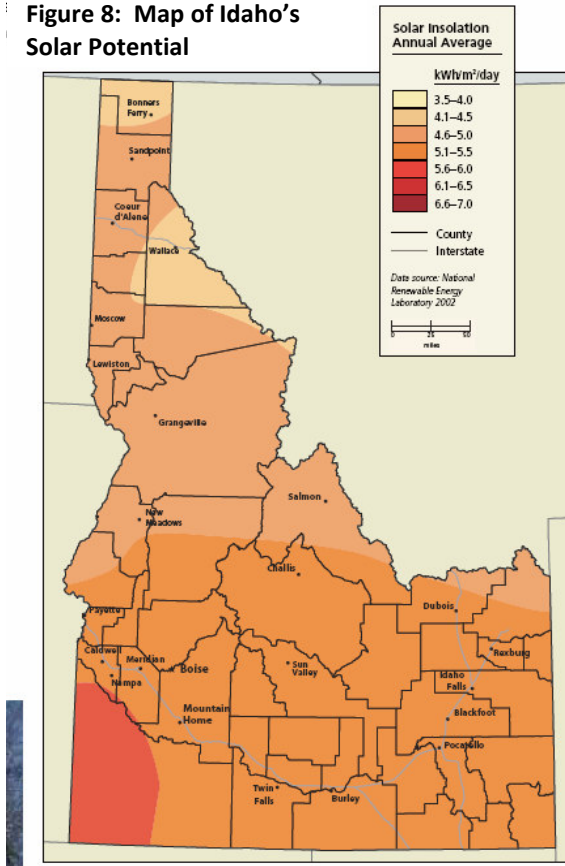 Figure 8: Map of Idaho's
Solar Potential
Solar Insolation
Annual Average
kWh/m²/day
3.5–4.0
4.1–4.5
4.6–5.0
5.1–5.5
5.6–6.0
6.1–6.5
6.6–7.0
County
Interstate
Data source: National
Renewable Energy
Laboratory 2002
0 25 50
miles
Bonners
Ferry
Sandpoint
Coeur
d'Alene
Wallace
Moscow
Lewiston
Grangeville
Salmon
New
Meadows
Challis
Dubois
Payette
Rexburg
Caldwell
Meridian
Boise
Sun
Valley
Nampa
Idaho
Falls
Mountain
Home
Blackfoot
Pocatello
Twin
Falls
Burley